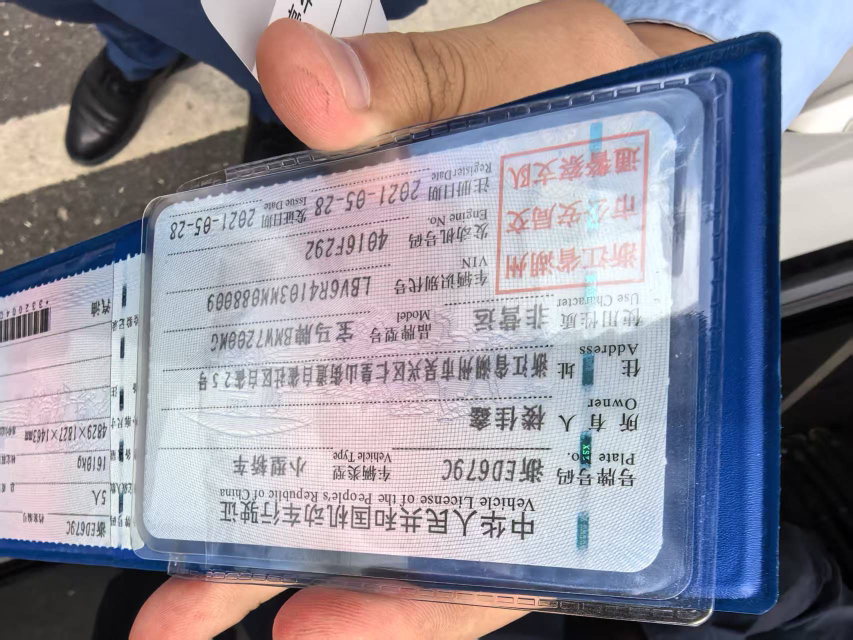 中华人民共和国机动车行驶证
Vehicle License of the People's Republic of China
号牌号码 浙ED679C 车辆类型 小型轿车
Plate No. Vehicle Type
所有人 楼佳鑫
Owner
住址 浙江省湖州市吴兴区仁皇山街道白雀社区白雀25号
Address
使用性质 非营运 品牌型号 宝马牌BMW7200MC
Use Character Model
浙江省湖州
市公安局交
通警察支队
车辆识别代号 LBV6R4103MM088009
VIN
发动机号码 4016F292
Engine No.
注册日期 2021-05-28 发证日期 2021-05-28
Register Date Issue Date
浙ED679C
5人
1610kg
4829×1827×1463mm
汽油